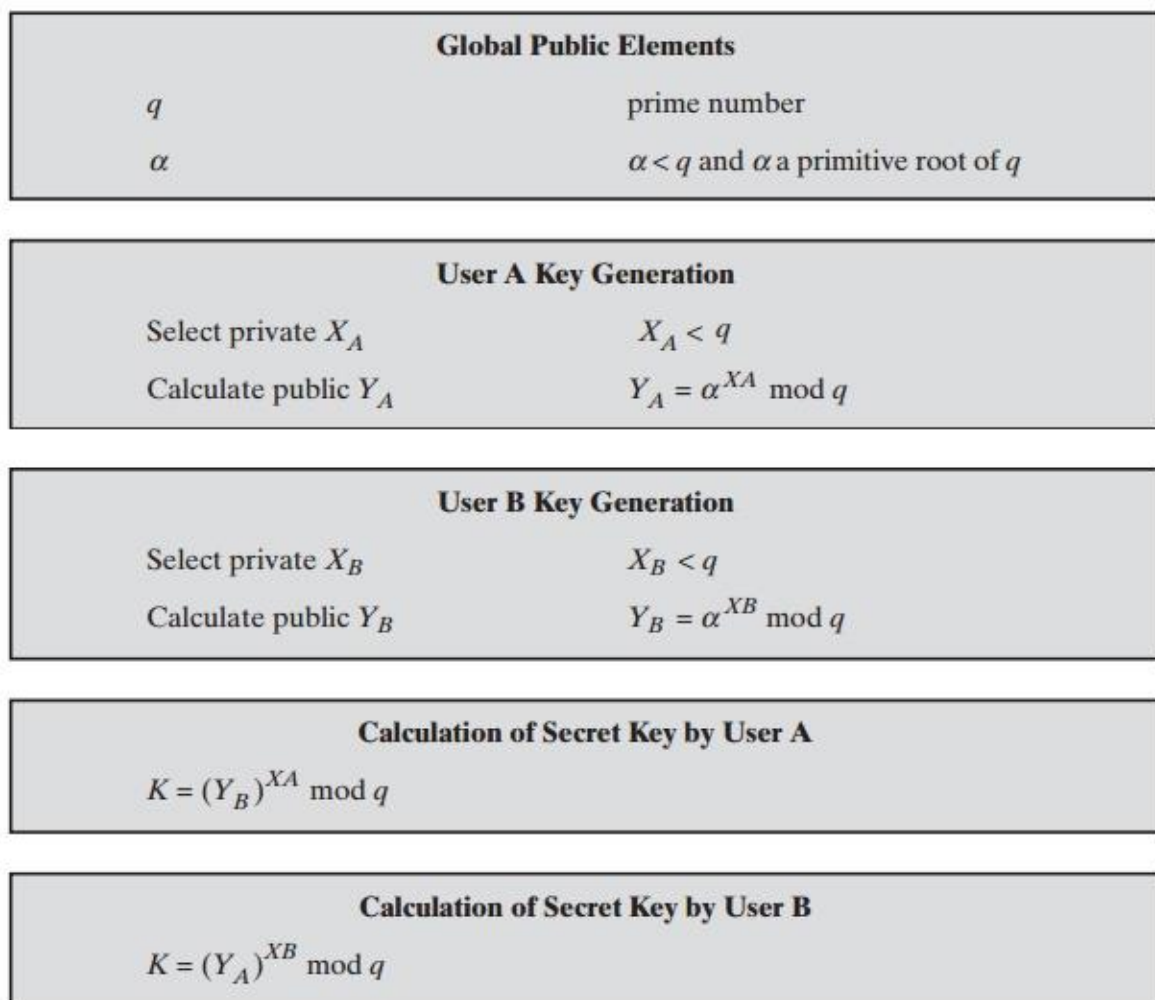 Global Public Elements
q prime number
α α < q and α a primitive root of q
User A Key Generation
Select private X_A X_A < q
Calculate public Y_A Y_A = α^{XA} mod q
User B Key Generation
Select private X_B X_B < q
Calculate public Y_B Y_B = α^{XB} mod q
Calculation of Secret Key by User A
K = (Y_B)^{XA} mod q
Calculation of Secret Key by User B
K = (Y_A)^{XB} mod q